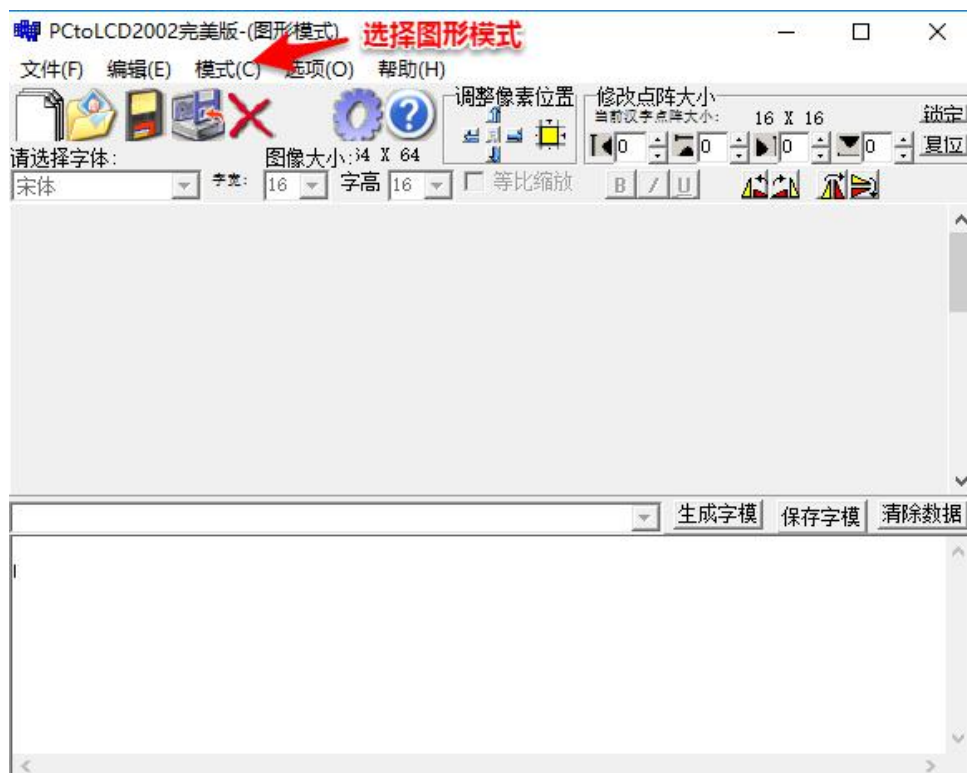 PCtoLCD2002完美版-(图形模式)
选择图形模式
文件(F) 编辑(E) 模式(C) 选项(O) 帮助(H)
调整像素位置
修改点阵大小
当前汉字点阵大小: 16 X 16
锁定
请选择字体:
图像大小:64 X 64
0 0 0 0
复位
宋体
字宽: 16
字高 16
等比缩放
B / U
生成字模 保存字模 清除数据